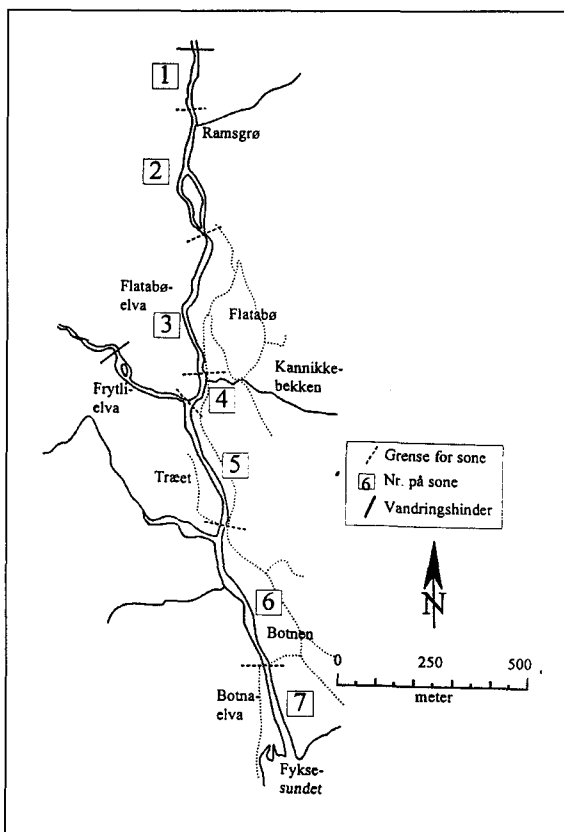 1
Ramsgrø
2
Flatabø-
elva
3
Flatabø
Kannikke-
bekken
Frytli-
elva
4
5
Træet
Grense for sone
6 Nr. på sone
Vandringshinder
N
6
Botnen
0 250 500
meter
Botna-
elva
7
Fykse-
sundet